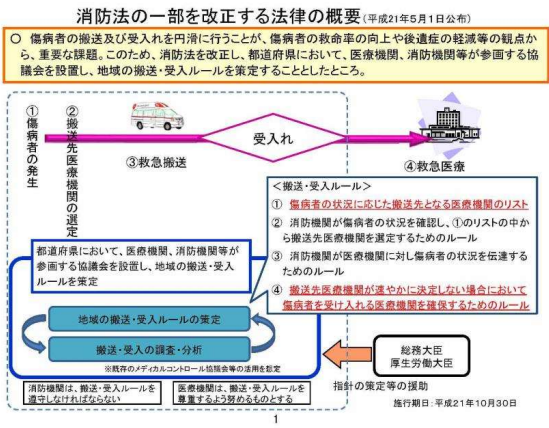 消防法の一部を改正する法律の概要(平成21年5月1日公布)
○ 傷病者の搬送及び受入れを円滑に行うことが、傷病者の救命率の向上や後遺症の軽減等の観点か
ら、重要な課題。このため、消防法を改正し、都道府県において、医療機関、消防機関等が参画する協
議会を設置し、地域の搬送・受入ルールを策定することとしたところ。
①傷病者の発生
②搬送先医療機関の選定
③救急搬送
受入れ
④救急医療
<搬送・受入ルール>
① 傷病者の状況に応じた搬送先となる医療機関のリスト
② 消防機関が傷病者の状況を確認し、①のリストの中か
ら搬送先医療機関を選定するためのルール
③ 消防機関が医療機関に対し傷病者の状況を伝達する
ためのルール
④ 搬送先医療機関が速やかに決定しない場合において
傷病者を受け入れる医療機関を確保するためのルール
都道府県において、医療機関、消防機関等が
参画する協議会を設置し、地域の搬送・受入
ルールを策定
地域の搬送・受入ルールの策定
搬送・受入の調査・分析
※既存のメディカルコントロール協議会等の活用を想定
総務大臣
厚生労働大臣
指針の策定等の援助
消防機関は、搬送・受入ルールを
遵守しなければならない
医療機関は、搬送・受入ルールを
尊重するよう努めるものとする
施行期日：平成21年10月30日
1